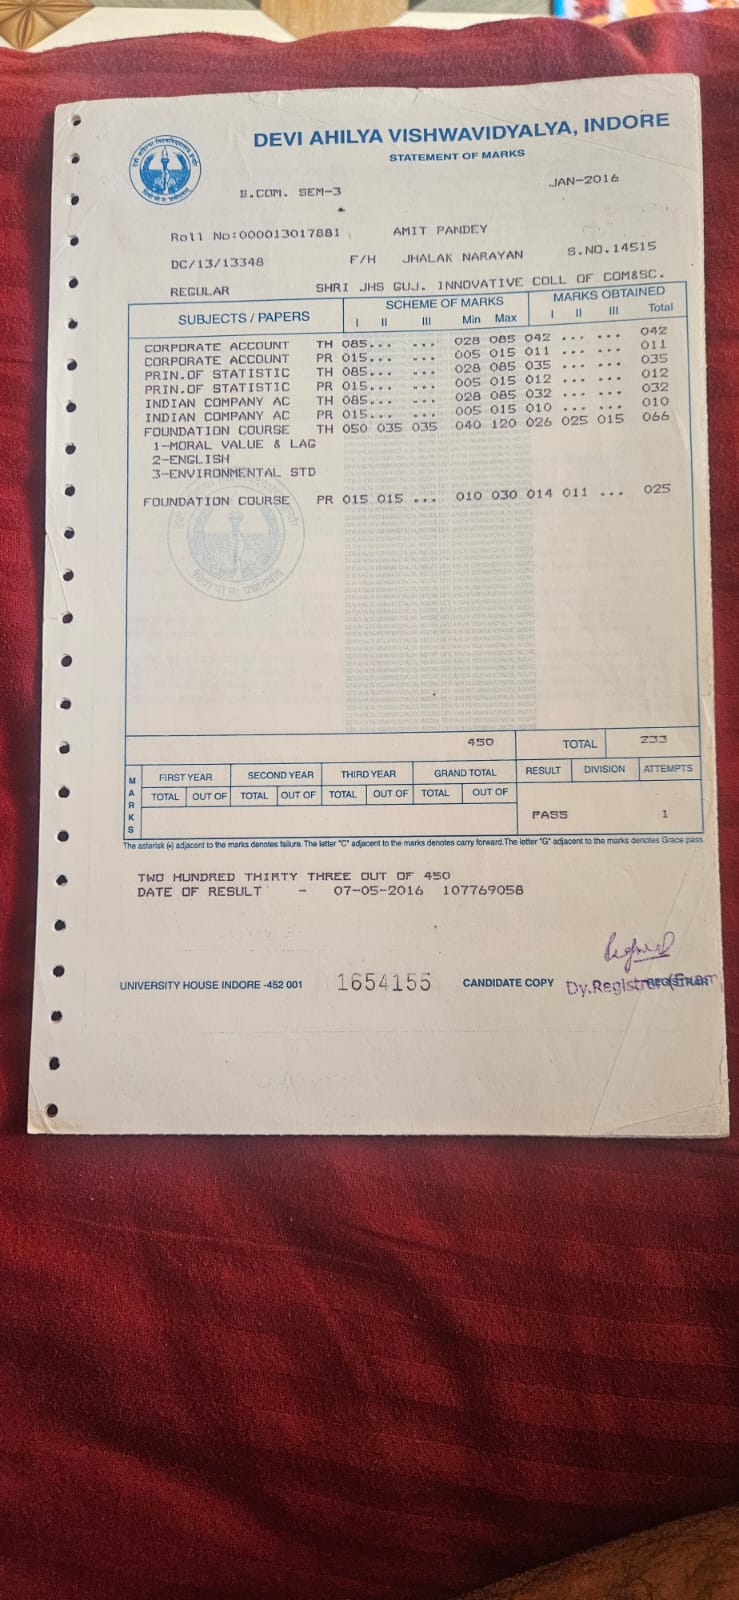 DEVI AHILYA VISHWAVIDYALYA, INDORE
STATEMENT OF MARKS
B.COM. SEM-3 JAN-2016
Roll No:000013017881 AMIT PANDEY
DC/13/13348 F/H JHALAK NARAYAN S.NO.14515
REGULAR SHRI JHS GUJ. INNOVATIVE COLL OF COM&SC.
SUBJECTS / PAPERS SCHEME OF MARKS MARKS OBTAINED
I II III Min Max I II III Total
CORPORATE ACCOUNT TH 085... ... 028 085 042 ... ... 042
CORPORATE ACCOUNT PR 015... ... 005 015 011 ... ... 011
PRIN.OF STATISTIC TH 085... ... 028 085 035 ... ... 035
PRIN.OF STATISTIC PR 015... ... 005 015 012 ... ... 012
INDIAN COMPANY AC TH 085... ... 028 085 032 ... ... 032
INDIAN COMPANY AC PR 015... ... 005 015 010 ... ... 010
FOUNDATION COURSE TH 050 035 035 040 120 026 025 015 066
1-MORAL VALUE & LAG
2-ENGLISH
3-ENVIRONMENTAL STD
FOUNDATION COURSE PR 015 015 ... 010 030 014 011 ... 025
450 TOTAL 233
MARKS FIRST YEAR SECOND YEAR THIRD YEAR GRAND TOTAL RESULT DIVISION ATTEMPTS
TOTAL OUT OF TOTAL OUT OF TOTAL OUT OF TOTAL OUT OF
PASS 1
The asterisk (*) adjacent to the marks denotes failure. The letter "C" adjacent to the marks denotes carry forward. The letter "G" adjacent to the marks denotes Grace pass.
TWO HUNDRED THIRTY THREE OUT OF 450
DATE OF RESULT - 07-05-2016 107769058
UNIVERSITY HOUSE INDORE -452 001 1654155 CANDIDATE COPY Dy.Registrar (Exam) REGISTRAR